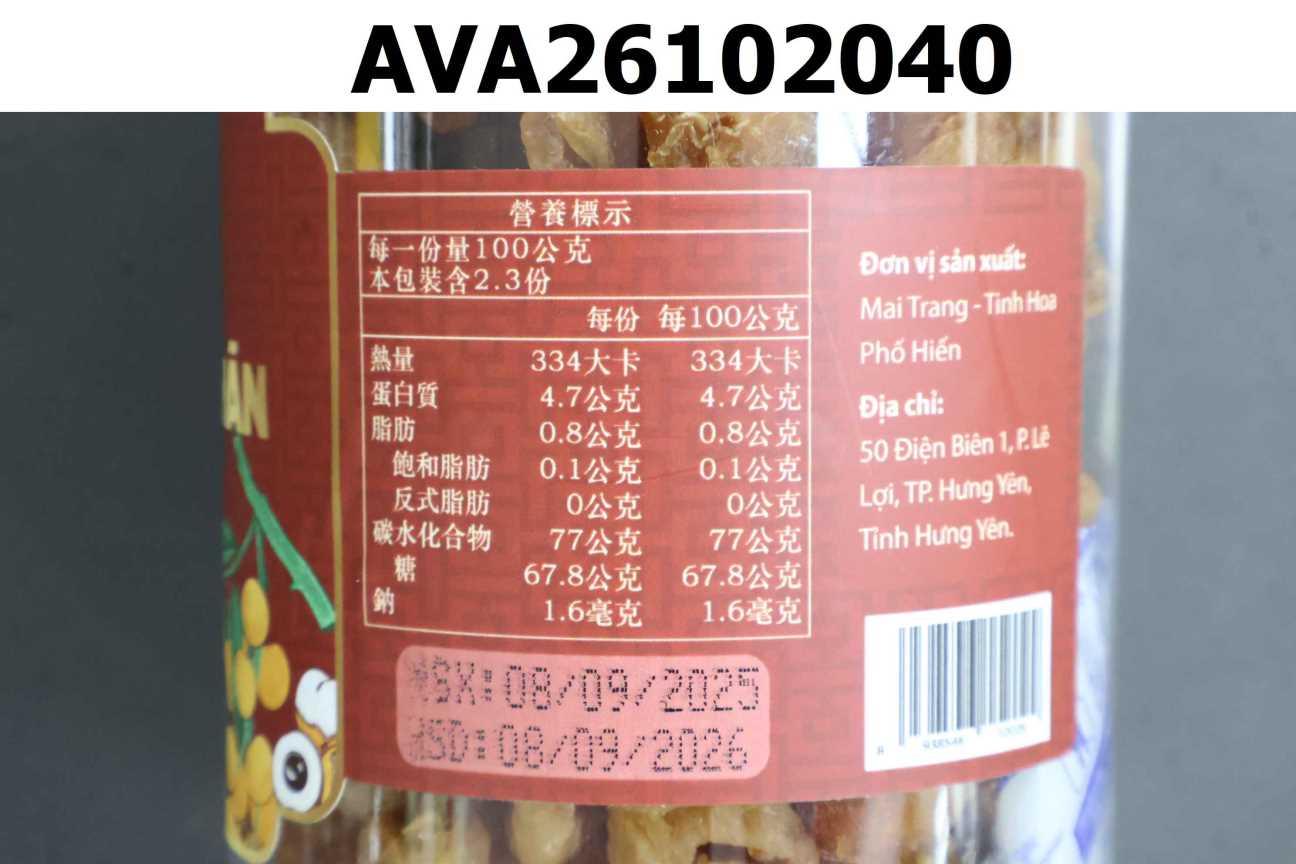 AVA26102040
營養標示
每一份量100公克
本包裝含2.3份
每份 每100公克
熱量 334大卡 334大卡
蛋白質 4.7公克 4.7公克
脂肪 0.8公克 0.8公克
飽和脂肪 0.1公克 0.1公克
反式脂肪 0公克 0公克
碳水化合物 77公克 77公克
糖 67.8公克 67.8公克
鈉 1.6毫克 1.6毫克
SX: 08/09/2025
HSD: 08/09/2026
Đơn vị sản xuất:
Mai Trang - Tinh Hoa
Phố Hiến
Địa chỉ:
50 Điện Biên 1, P. Lê
Lợi, TP. Hưng Yên,
Tỉnh Hưng Yên.